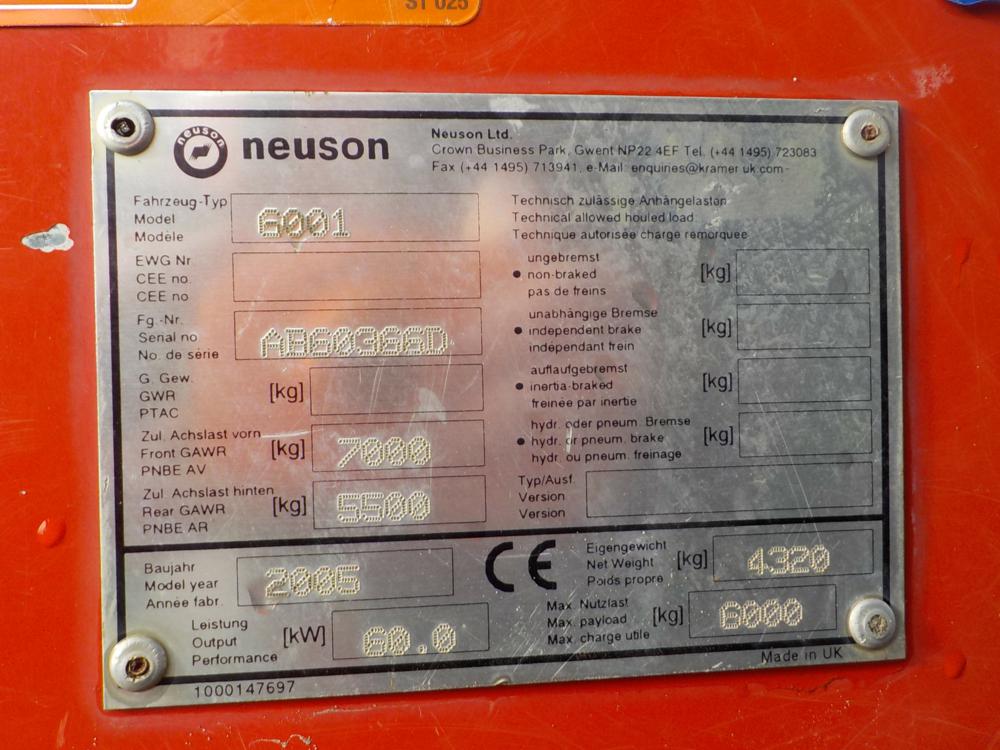 ST 025
neuson
neuson
Neuson Ltd.
Crown Business Park, Gwent NP22 4EF Tel. (+44 1495) 723083
Fax (+44 1495) 713941, e-Mail: enquiries@kramer uk.com
Fahrzeug-Typ
Model
Modèle
6001
EWG Nr
CEE no.
CEE no
Fg.-Nr.
Serial no
No. de série
AB60366D
G. Gew.
GWR
PTAC
[kg]
Zul. Achslast vorn
Front GAWR
PNBE AV
[kg]
7000
Zul. Achslast hinten
Rear GAWR
PNBE AR
[kg]
5500
Technisch zulässige Anhängelasten
Technical allowed houled load:
Technique autorisée charge remorquee
ungebremst
• non-braked
pas de freins
[kg]
unabhängige Bremse
• independent brake
indépendant frein
[kg]
auflaufgebremst
• inertia-braked
freinée par inertie
[kg]
hydr. oder pneum. Bremse
• hydr. or pneum. brake
hydr. ou pneum. freinage
[kg]
Typ/Ausf.
Version
Version
Baujahr
Model year
Année fabr.
2005
CE
Eigengewicht
Net Weight
Poids propre
[kg]
4320
Leistung
Output
Performance
[kW]
60.0
Max. Nutzlast
Max. payload
Max. charge utile
[kg]
6000
1000147697
Made in UK